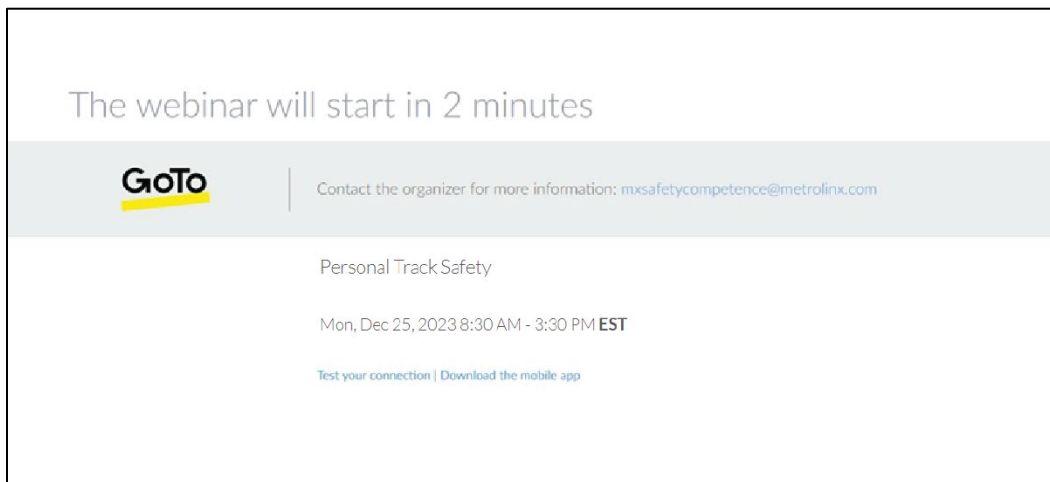 The webinar will start in 2 minutes
GoTo
Contact the organizer for more information: mxsafetycompetence@metrolinx.com
Personal Track Safety
Mon, Dec 25, 2023 8:30 AM - 3:30 PM EST
Test your connection | Download the mobile app